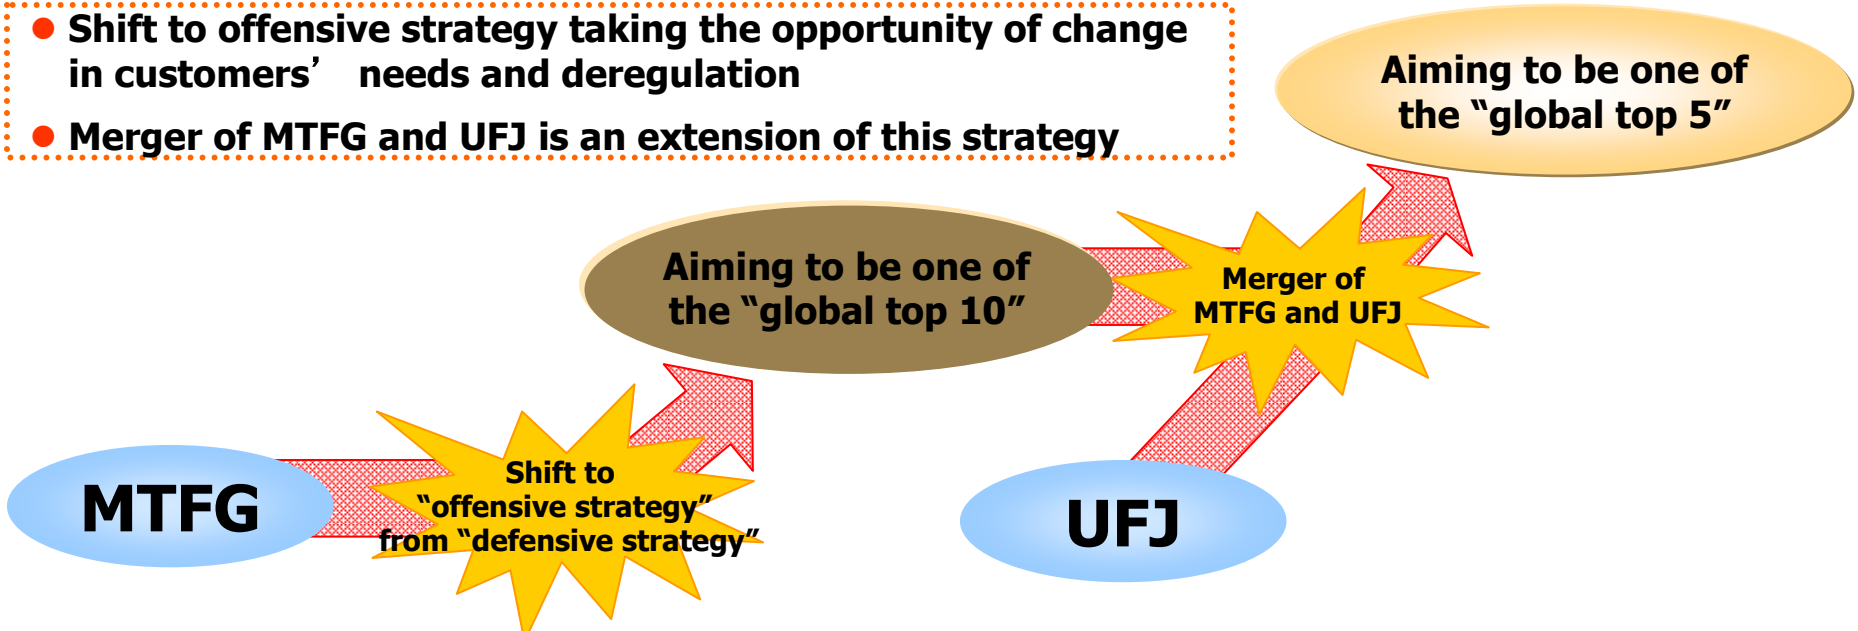 Shift to offensive strategy taking the opportunity of change
in customers’ needs and deregulation
Merger of MTFG and UFJ is an extension of this strategy
Aiming to be one of
the “global top 5”
Aiming to be one of
the “global top 10”
Merger of
MTFG and UFJ
MTFG
Shift to
“offensive strategy”
from “defensive strategy”
UFJ